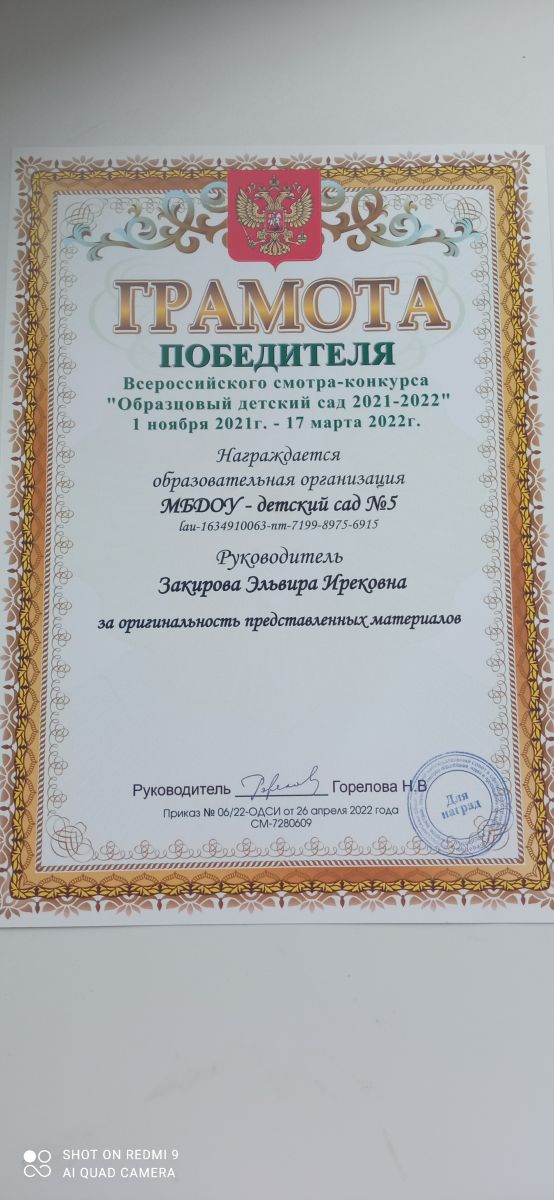 ГРАМОТА
ПОБЕДИТЕЛЯ
Всероссийского смотра-конкурса
"Образцовый детский сад 2021-2022"
1 ноября 2021г. - 17 марта 2022г.
Награждается
образовательная организация
МБДОУ - детский сад №5
lau-1634910063-nm-7199-8975-6915
Руководитель
Закирова Эльвира Ирековна
за оригинальность представленных материалов
Руководитель Горелова Н.В
Приказ № 06/22-ОДСИ от 26 апреля 2022 года
СМ-7280609
Для
наград
SHOT ON REDMI 9
AI QUAD CAMERA